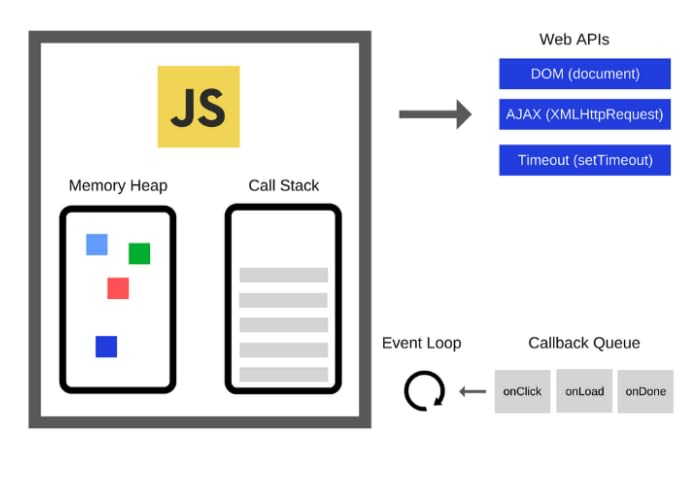 JS
Memory Heap
Call Stack
Web APIs
DOM (document)
AJAX (XMLHttpRequest)
Timeout (setTimeout)
Event Loop
Callback Queue
onClick
onLoad
onDone